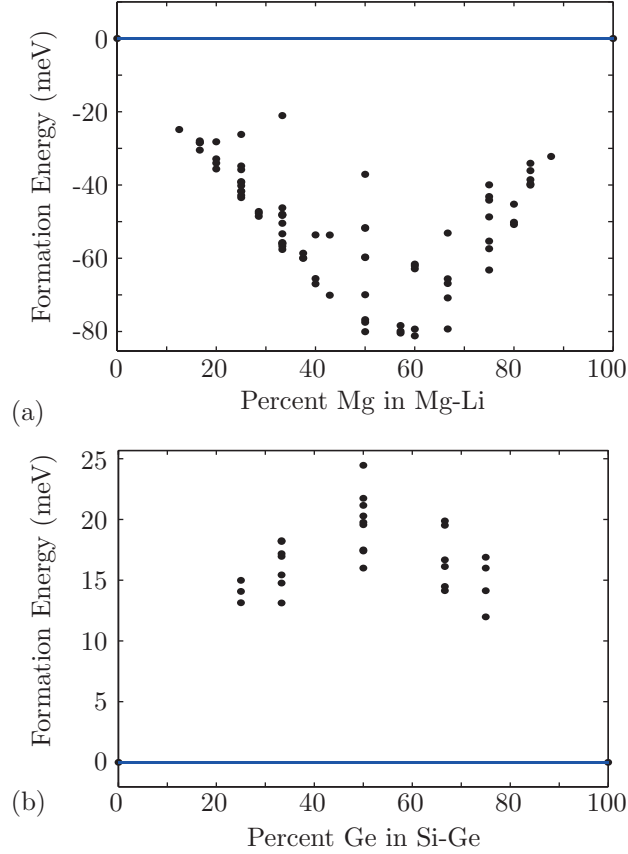 0
-20
-40
-60
-80
Formation Energy (meV)
0 20 40 60 80 100
Percent Mg in Mg-Li
(a)
25
20
15
10
5
0
Formation Energy (meV)
0 20 40 60 80 100
Percent Ge in Si-Ge
(b)